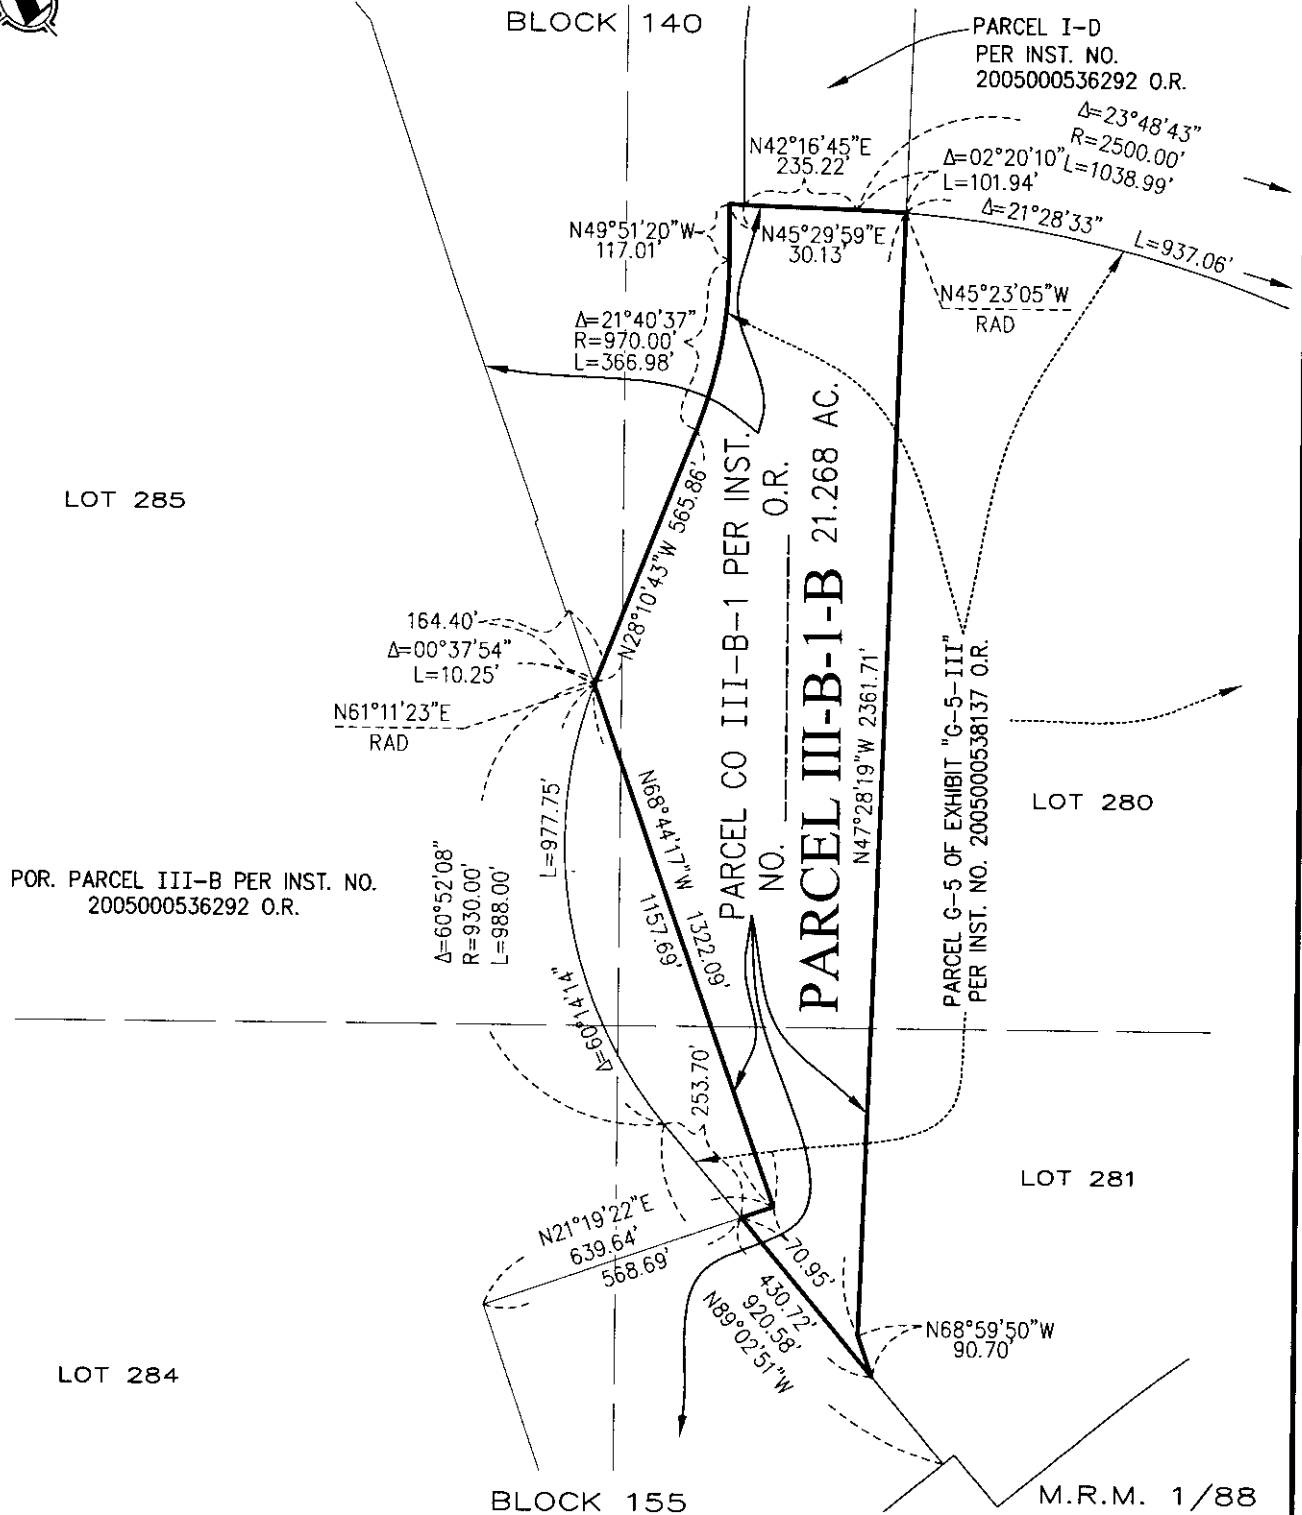 BLOCK 140
PARCEL I-D
PER INST. NO.
2005000536292 O.R.
Δ=23°48'43"
R=2500.00'
L=1038.99'
N42°16'45"E
235.22'
Δ=02°20'10"
L=101.94'
Δ=21°28'33"
L=937.06'
N49°51'20"W
117.01'
N45°29'59"E
30.13'
N45°23'05"W
RAD
Δ=21°40'37"
R=970.00'
L=366.98'
LOT 285
N28°10'43"W 565.86'
PARCEL CO III-B-1 PER INST.
NO. __________ O.R.
PARCEL III-B-1-B 21.268 AC.
N47°28'19"W 2361.71'
PARCEL G-5 OF EXHIBIT "G-5-III"
PER INST. NO. 2005000538137 O.R.
164.40'
Δ=00°37'54"
L=10.25'
N61°11'23"E
RAD
LOT 280
L=977.75'
N68°44'17"W 1322.09'
1157.69'
POR. PARCEL III-B PER INST. NO.
2005000536292 O.R.
Δ=60°52'08"
R=930.00'
L=988.00'
Δ=60°14'14"
253.70'
LOT 281
N21°19'22"E
639.64'
568.69'
70.95'
430.72'
920.58'
N89°02'51"W
N68°59'50"W
90.70'
LOT 284
BLOCK 155
M.R.M. 1/88